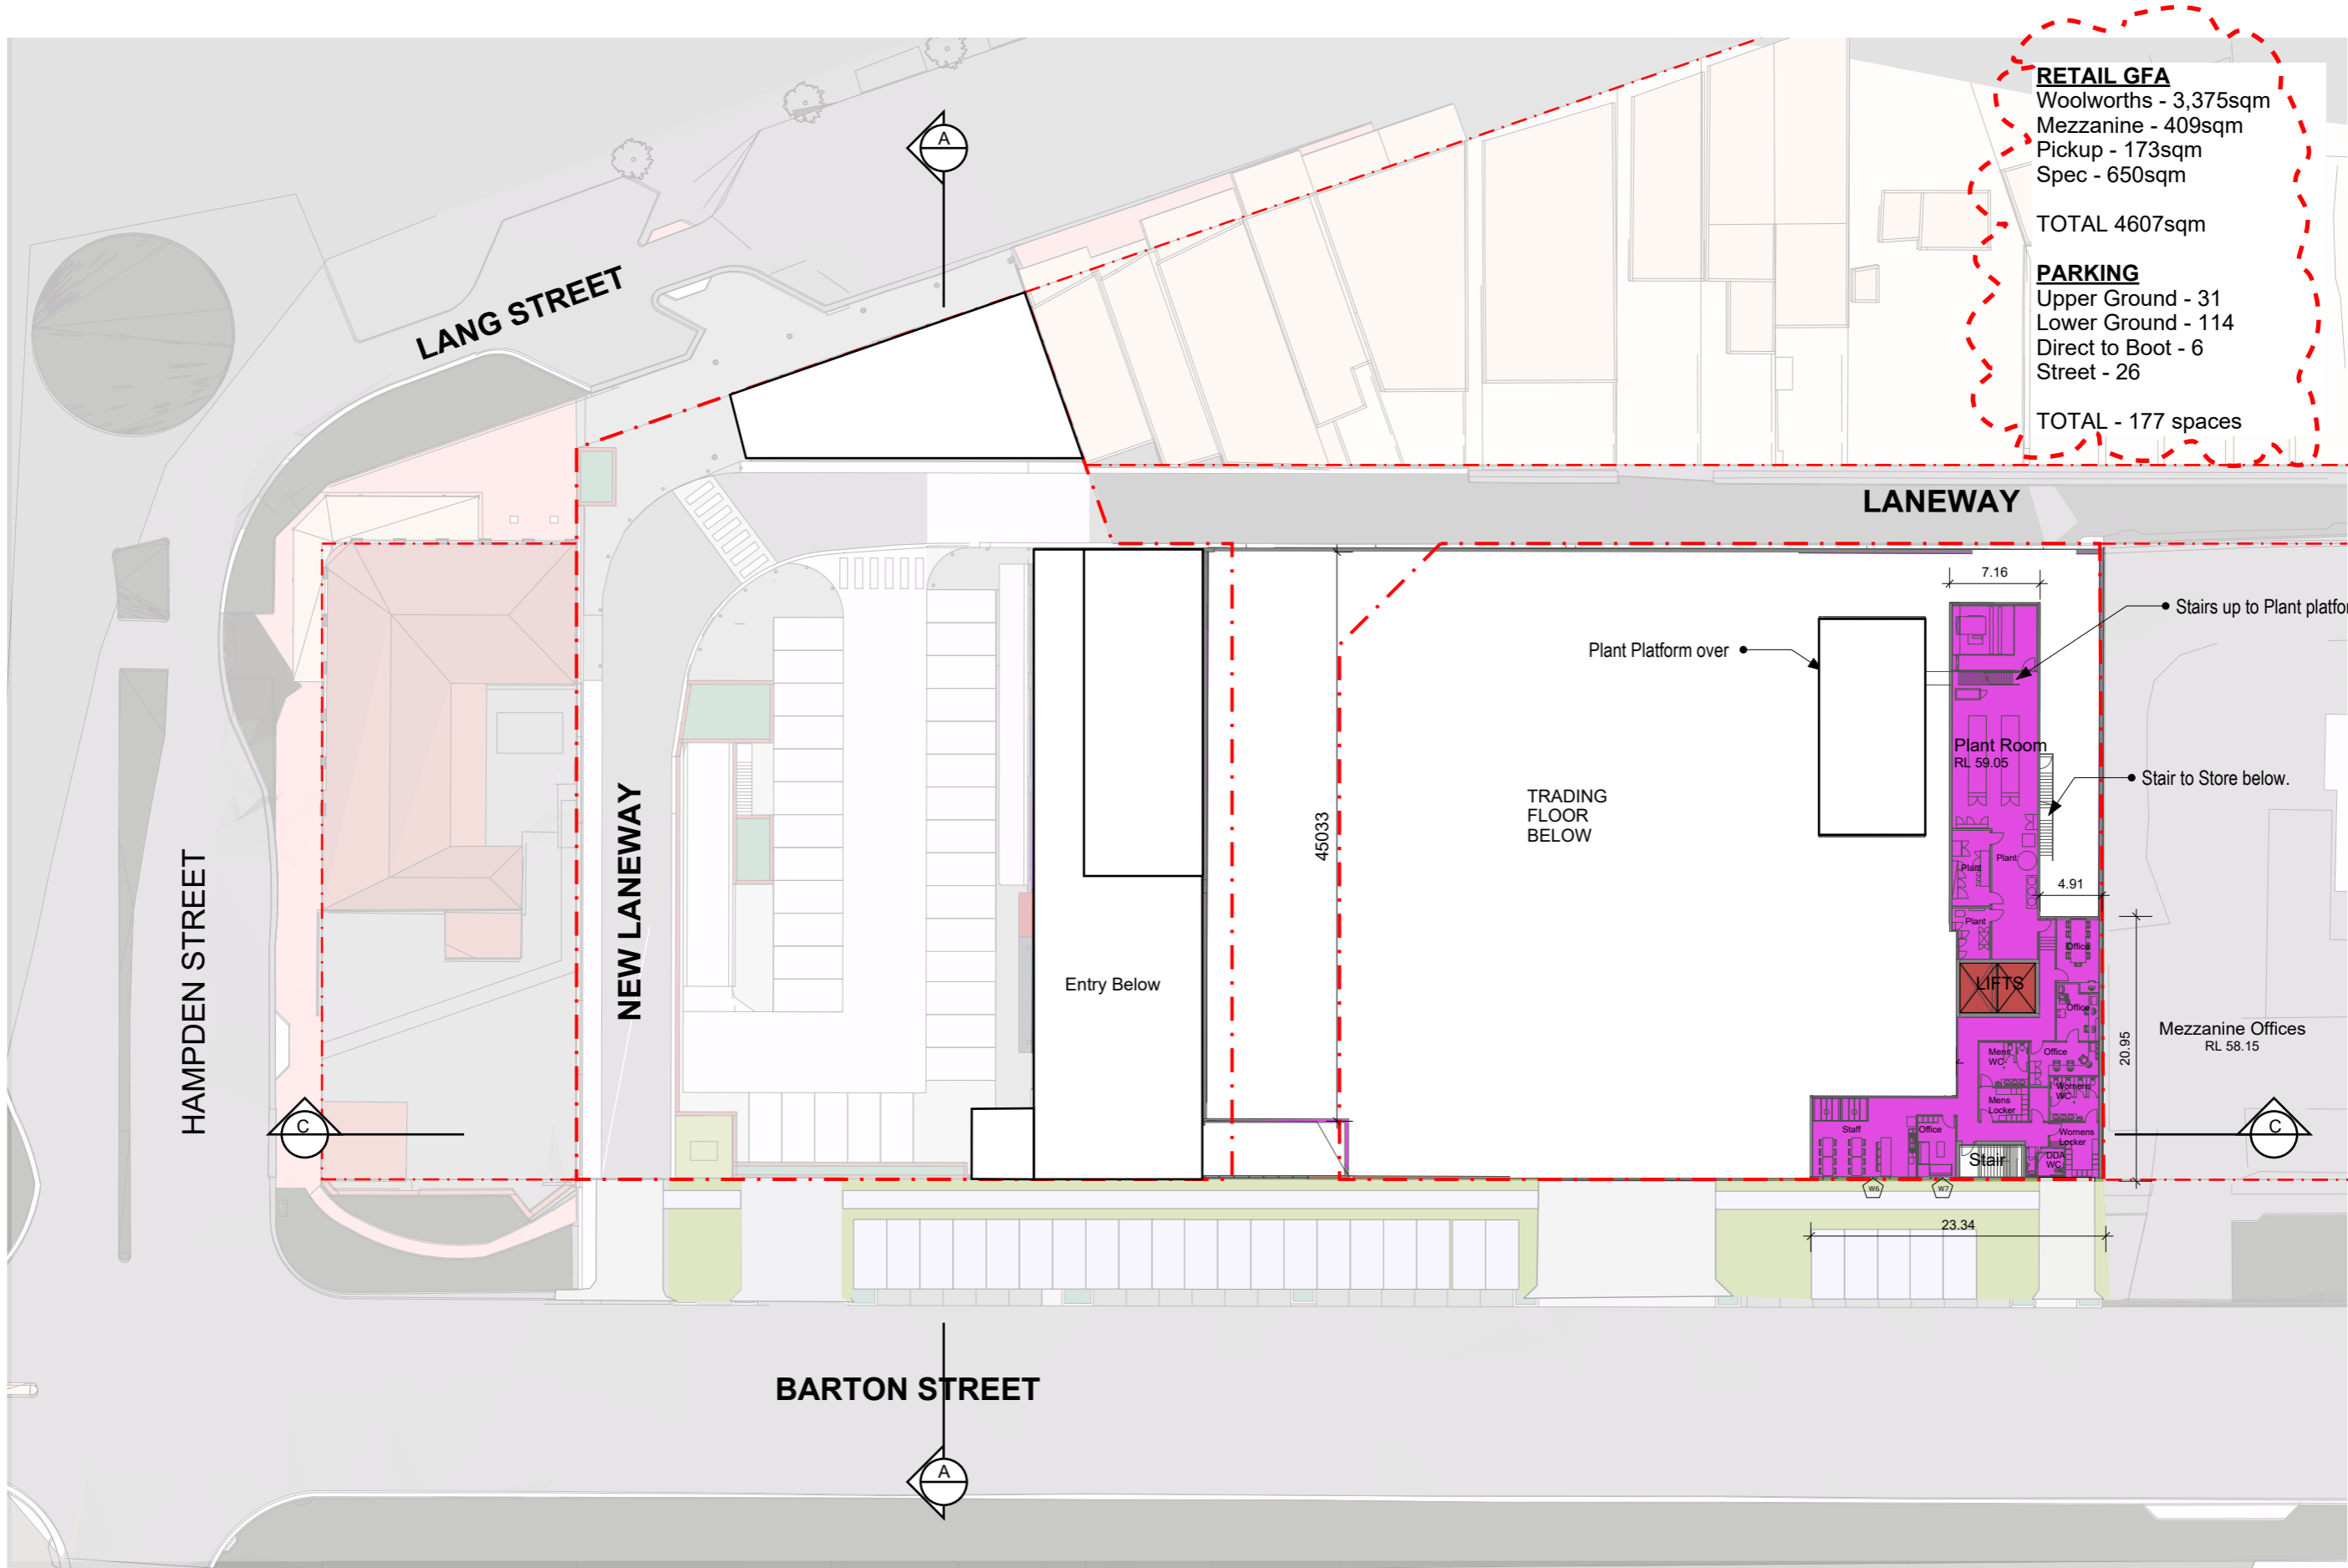 RETAIL GFA
Woolworths - 3,375sqm
Mezzanine - 409sqm
Pickup - 173sqm
Spec - 650sqm
TOTAL 4607sqm
PARKING
Upper Ground - 31
Lower Ground - 114
Direct to Boot - 6
Street - 26
TOTAL - 177 spaces
A
LANG STREET
LANEWAY
7.16
Stairs up to Plant platfor
Plant Platform over
Plant Room
RL 59.05
Stair to Store below.
TRADING
FLOOR
BELOW
45033
NEW LANEWAY
HAMPDEN STREET
Plant
Plant
4.91
Plant
Office
Entry Below
LIFTS
Office
20.95
Mezzanine Offices
RL 58.15
Mens
WC
Office
Womens
WC
Mens
Locker
C
Staff
Office
Womens
Locker
C
Stair
DDA
WC
W6
W7
23.34
BARTON STREET
A